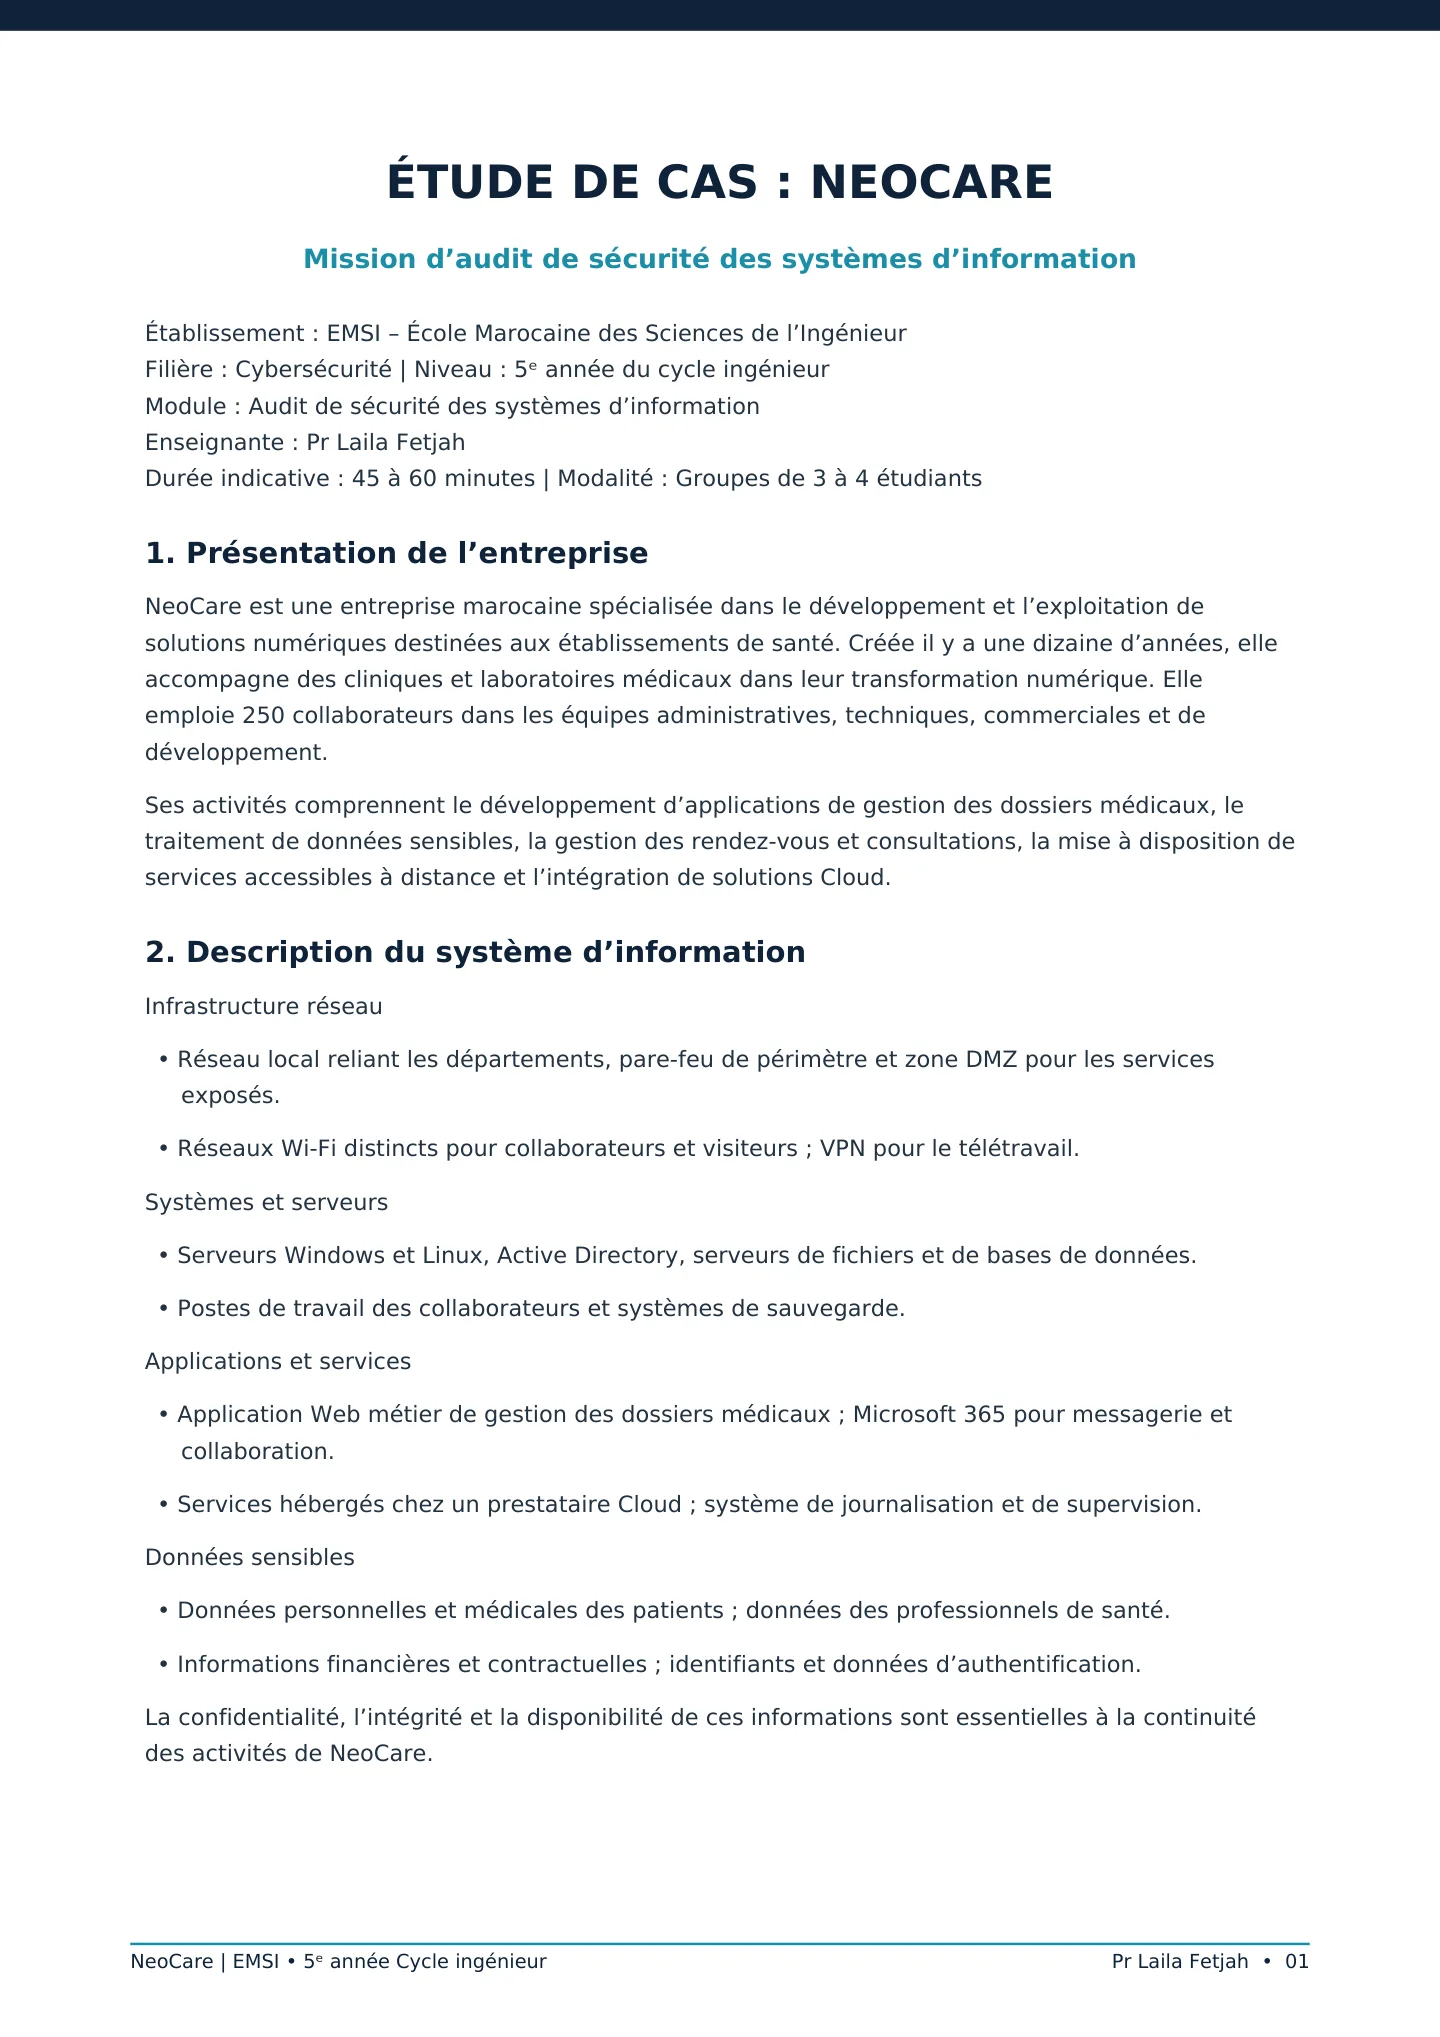 ÉTUDE DE CAS : NEOCARE
Mission d’audit de sécurité des systèmes d’information
Établissement : EMSI – École Marocaine des Sciences de l’Ingénieur
Filière : Cybersécurité | Niveau : 5ᵉ année du cycle ingénieur
Module : Audit de sécurité des systèmes d’information
Enseignante : Pr Laila Fetjah
Durée indicative : 45 à 60 minutes | Modalité : Groupes de 3 à 4 étudiants
1. Présentation de l’entreprise
NeoCare est une entreprise marocaine spécialisée dans le développement et l’exploitation de
solutions numériques destinées aux établissements de santé. Créée il y a une dizaine d’années, elle
accompagne des cliniques et laboratoires médicaux dans leur transformation numérique. Elle
emploie 250 collaborateurs dans les équipes administratives, techniques, commerciales et de
développement.
Ses activités comprennent le développement d’applications de gestion des dossiers médicaux, le
traitement de données sensibles, la gestion des rendez-vous et consultations, la mise à disposition de
services accessibles à distance et l’intégration de solutions Cloud.
2. Description du système d’information
Infrastructure réseau
• Réseau local reliant les départements, pare-feu de périmètre et zone DMZ pour les services
exposés.
• Réseaux Wi-Fi distincts pour collaborateurs et visiteurs ; VPN pour le télétravail.
Systèmes et serveurs
• Serveurs Windows et Linux, Active Directory, serveurs de fichiers et de bases de données.
• Postes de travail des collaborateurs et systèmes de sauvegarde.
Applications et services
• Application Web métier de gestion des dossiers médicaux ; Microsoft 365 pour messagerie et
collaboration.
• Services hébergés chez un prestataire Cloud ; système de journalisation et de supervision.
Données sensibles
• Données personnelles et médicales des patients ; données des professionnels de santé.
• Informations financières et contractuelles ; identifiants et données d’authentification.
La confidentialité, l’intégrité et la disponibilité de ces informations sont essentielles à la continuité
des activités de NeoCare.
NeoCare | EMSI • 5ᵉ année Cycle ingénieur
Pr Laila Fetjah • 01